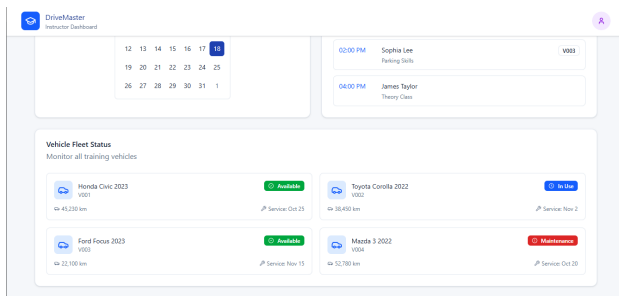 DriveMaster
Instructor Dashboard
12 13 14 15 16 17 18
19 20 21 22 23 24 25
26 27 28 29 30 31 1
02:00 PM Sophia Lee V003
Parking Skills
04:00 PM James Taylor
Theory Class
Vehicle Fleet Status
Monitor all training vehicles
Honda Civic 2023 Available
V001
45,230 km Service: Oct 25
Toyota Corolla 2022 In Use
V002
38,450 km Service: Nov 2
Ford Focus 2023 Available
V003
22,100 km Service: Nov 15
Mazda 3 2022 Maintenance
V004
52,780 km Service: Oct 20